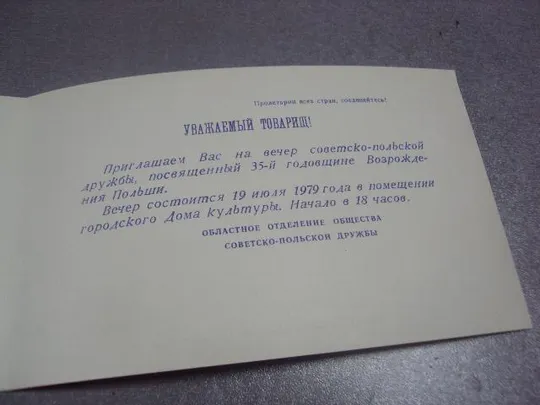 Пролетарии всех стран, соединяйтесь!
УВАЖАЕМЫЙ ТОВАРИЩ!
Приглашаем Вас на вечер советско-польской
дружбы, посвященный 35-й годовщине Возрожде-
ния Польши.
Вечер состоится 19 июля 1979 года в помещении
городского Дома культуры. Начало в 18 часов.
ОБЛАСТНОЕ ОТДЕЛЕНИЕ ОБЩЕСТВА
СОВЕТСКО-ПОЛЬСКОЙ ДРУЖБЫ